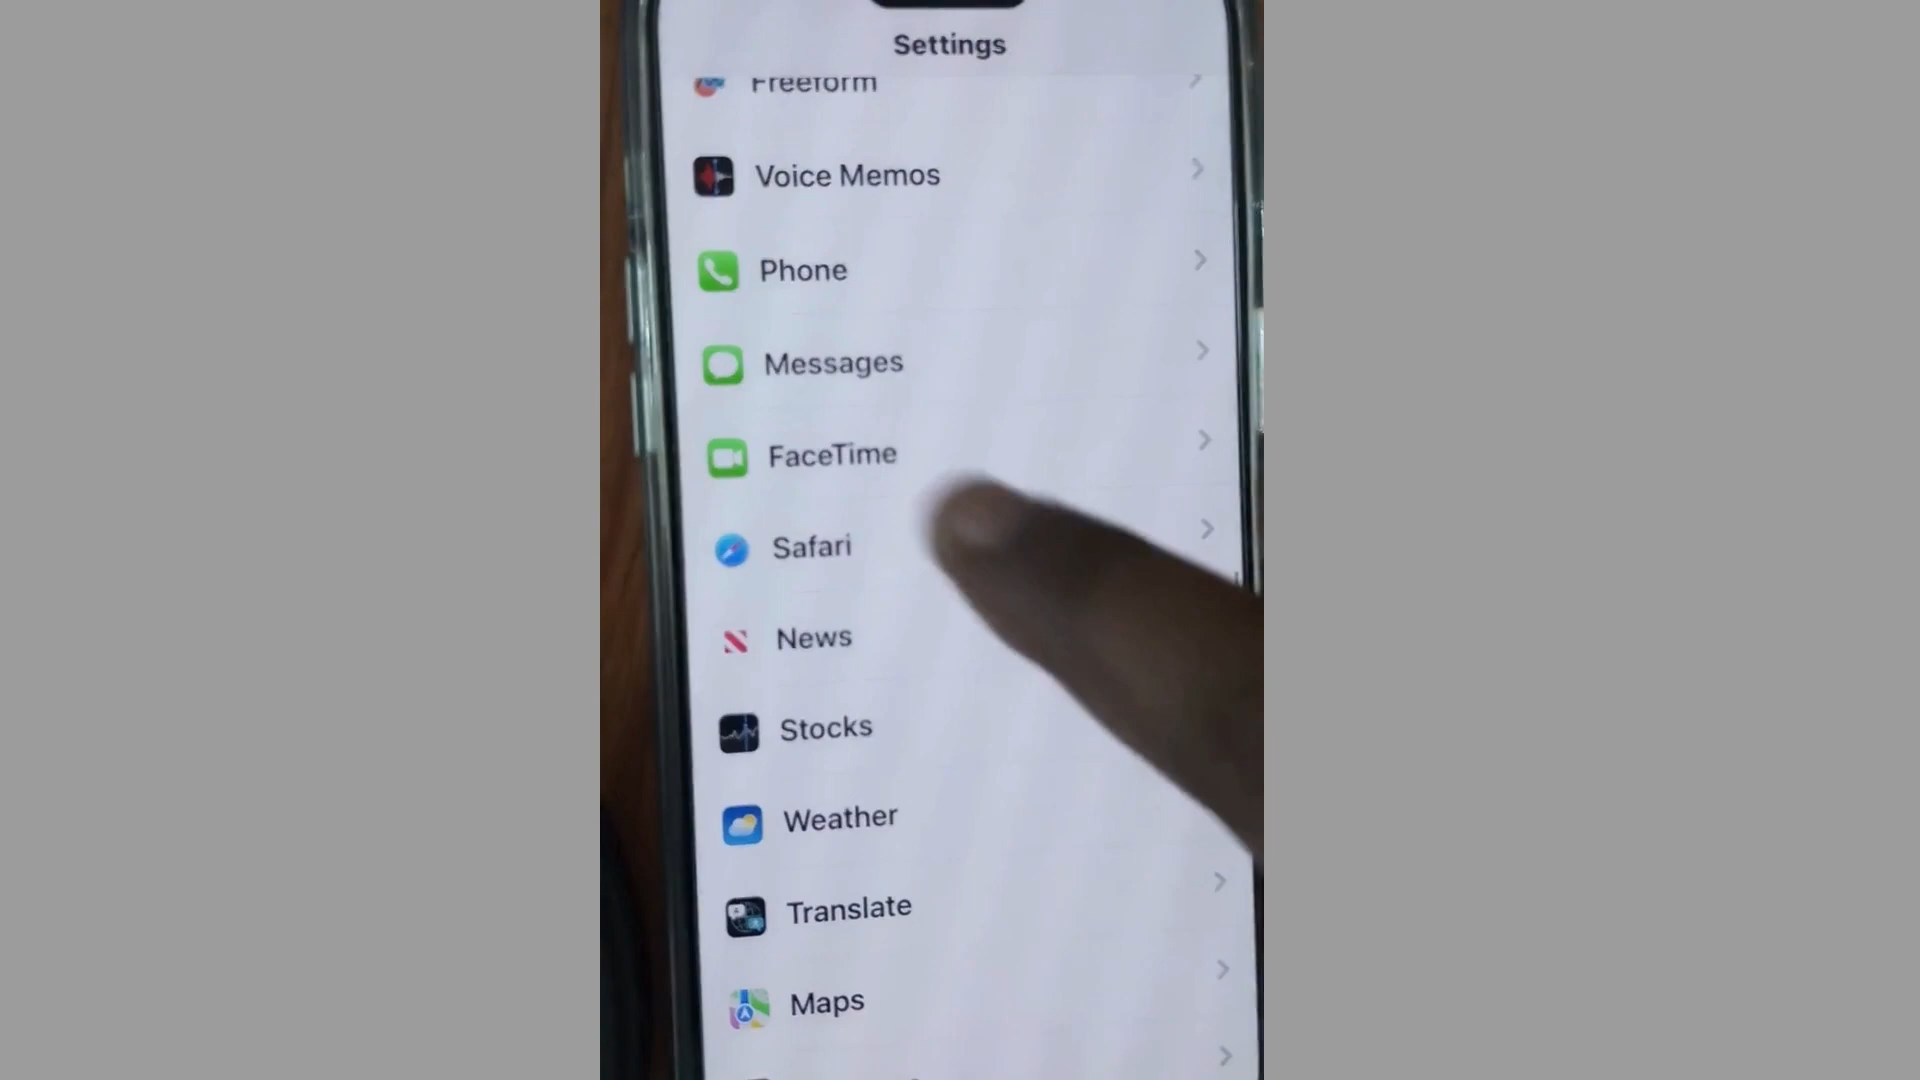 Settings
Freeform
Voice Memos
Phone
Messages
FaceTime
Safari
News
Stocks
Weather
Translate
Maps